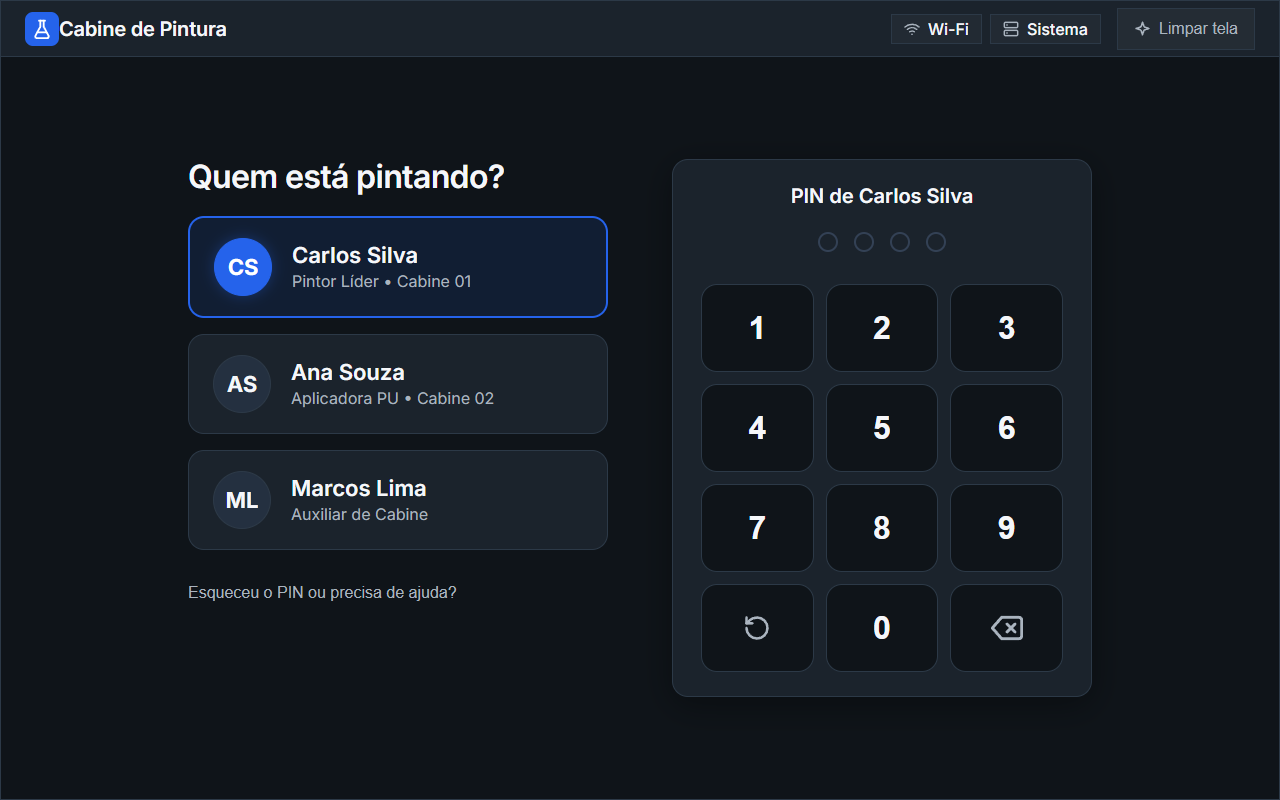 Cabine de Pintura
Wi-Fi
Sistema
Limpar tela
Quem está pintando?
CS
Carlos Silva
Pintor Líder • Cabine 01
AS
Ana Souza
Aplicadora PU • Cabine 02
ML
Marcos Lima
Auxiliar de Cabine
Esqueceu o PIN ou precisa de ajuda?
PIN de Carlos Silva
1 2 3
4 5 6
7 8 9
0